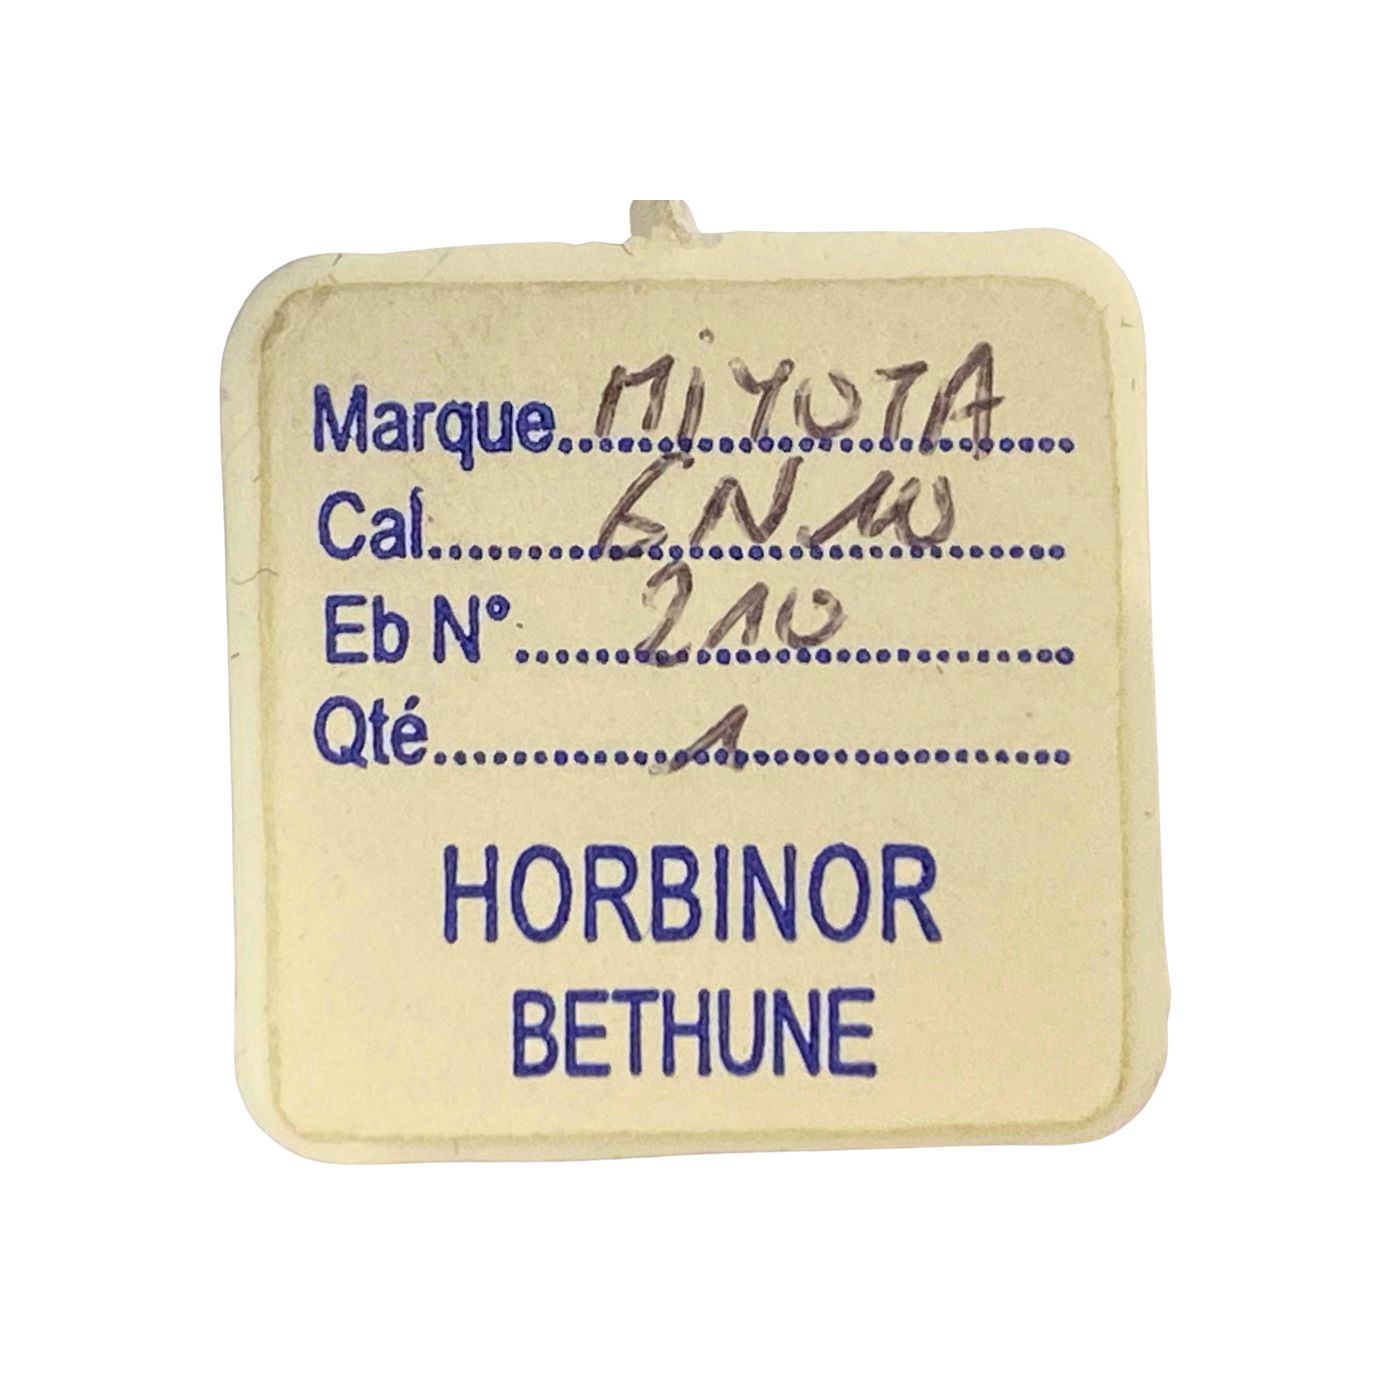 Marque..........MIYOTA..........
Cal..........6N10..........
Eb N°..........210..........
Qté..........1..........
HORBINOR
BETHUNE